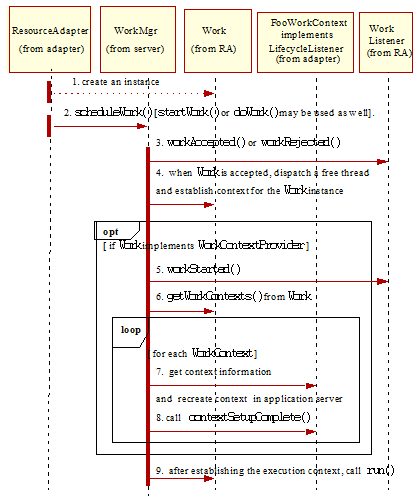 ResourceAdapter
(from adapter)
WorkMgr
(from server)
Work
(from RA)
FooWorkContext
implements
LifecycleListener
(from adapter)
Work
Listener
(from RA)
1. create an instance
2. scheduleWork() [startWork() or doWork() may be used as well].
3. workAccepted() or workRejected()
4. when Work is accepted, dispatch a free thread
and establish context for the Work instance
opt
[ if Work implements WorkContextProvider]
5. workStarted()
6. getWorkContexts() from Work
loop
[ for each WorkContext]
7. get context information
and recreate context in application server
8. call contextSetupComplete()
9. after establishing the execution context, call run()